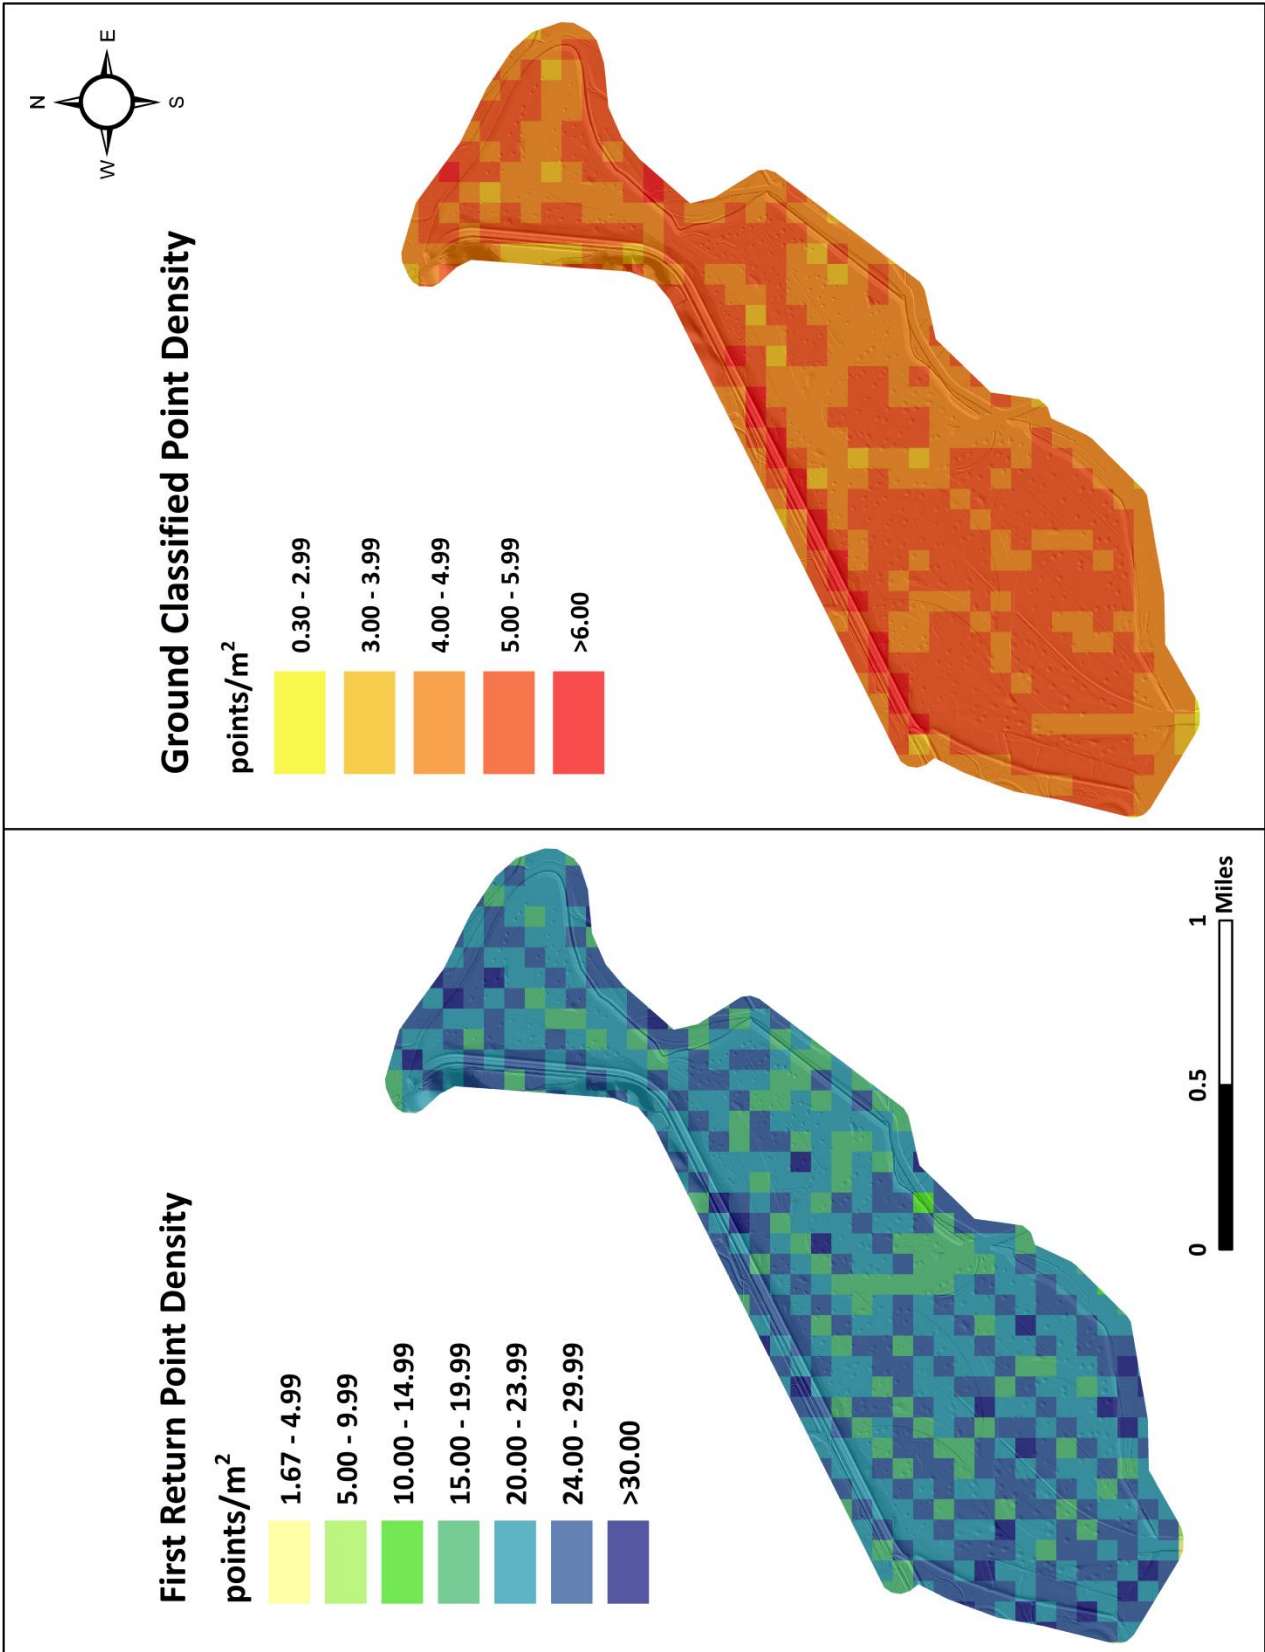 First Return Point Density
points/m²
1.67 - 4.99
5.00 - 9.99
10.00 - 14.99
15.00 - 19.99
20.00 - 23.99
24.00 - 29.99
>30.00
0 0.5 1
Miles
Ground Classified Point Density
points/m²
0.30 - 2.99
3.00 - 3.99
4.00 - 4.99
5.00 - 5.99
>6.00
N
W E
S